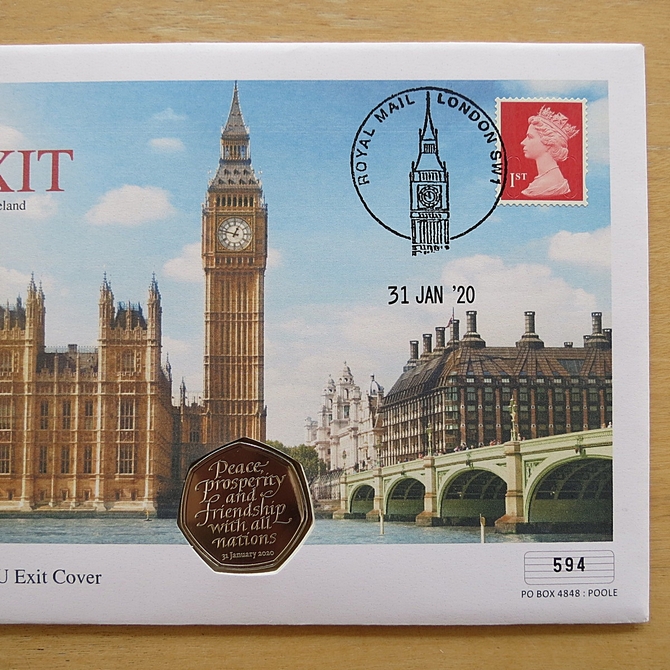 XIT
eland
ROYAL MAIL LONDON SW1
1ST
31 JAN '20
Peace,
prosperity
and
friendship
with all
nations
31 January 2020
U Exit Cover
594
PO BOX 4848 : POOLE